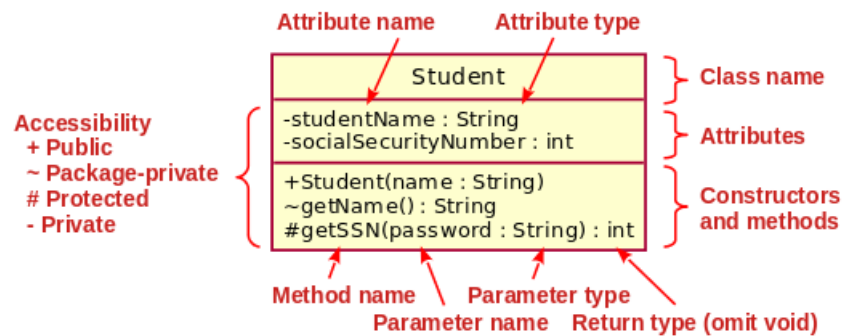 Attribute name
Attribute type
Student
Class name
-studentName : String
-socialSecurityNumber : int
Attributes
Accessibility
+ Public
~ Package-private
# Protected
- Private
+Student(name : String)
~getName() : String
#getSSN(password : String) : int
Constructors
and methods
Method name
Parameter type
Parameter name
Return type (omit void)